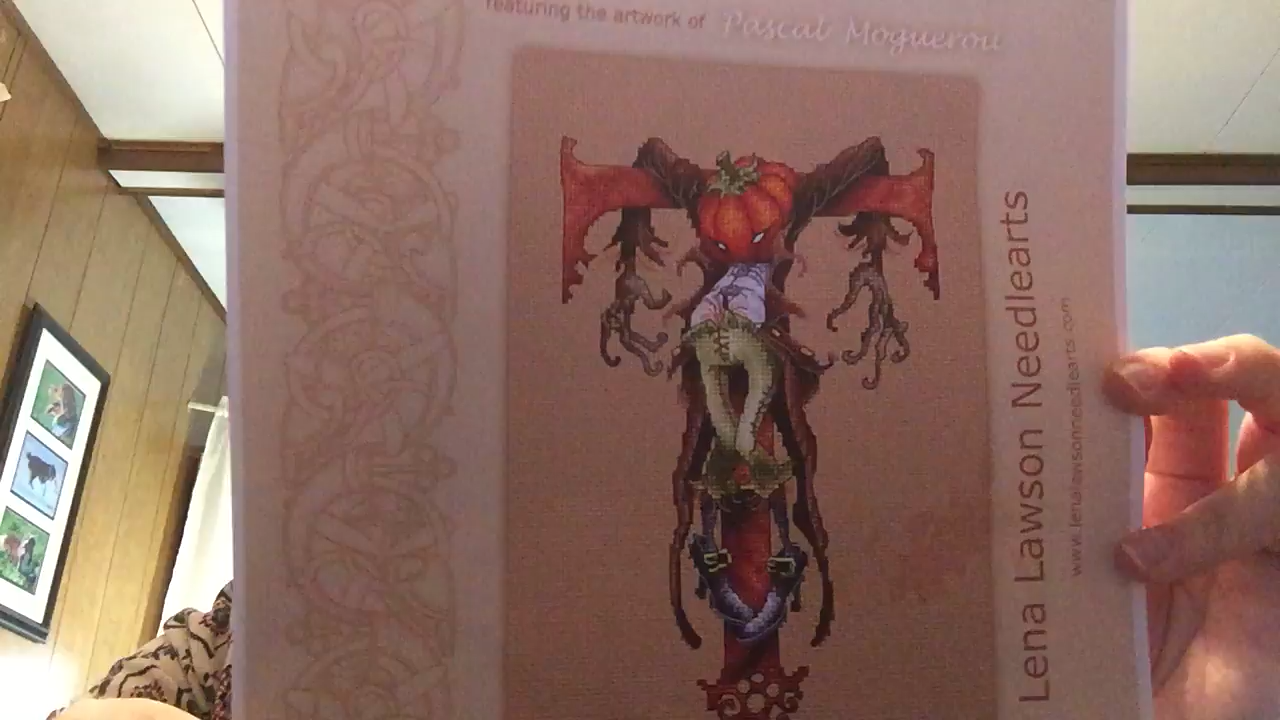 featuring the artwork of Pascal Moguerou
Lena Lawson Needlearts
www.lenalawsonneedlearts.com